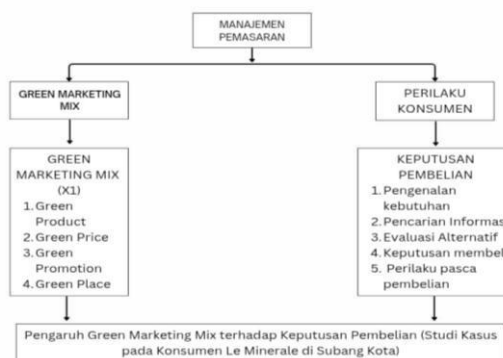 MANAJEMEN
PEMASARAN
GREEN MARKETING
MIX
PERILAKU
KONSUMEN
GREEN
MARKETING MIX
(X1)
1. Green
Product
2. Green Price
3. Green
Promotion
4. Green Place
KEPUTUSAN
PEMBELIAN
1. Pengenalan
kebutuhan
2. Pencarian Informas
3. Evaluasi Alternatif
4. Keputusan membel
5. Perilaku pasca
pembelian
Pengaruh Green Marketing Mix terhadap Keputusan Pembelian (Studi Kasus
pada Konsumen Le Minerale di Subang Kota)